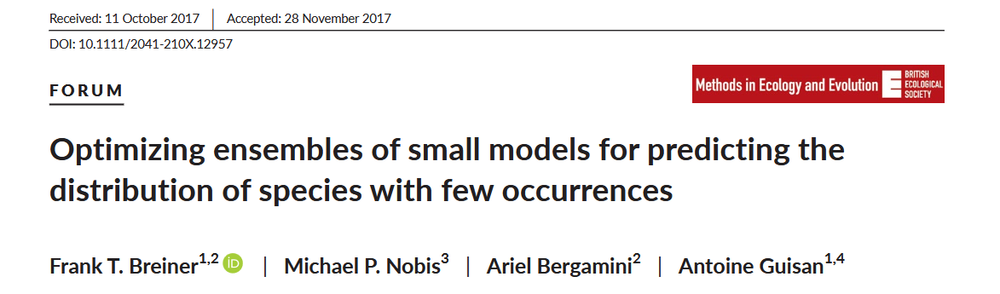 Received: 11 October 2017 | Accepted: 28 November 2017
DOI: 10.1111/2041-210X.12957
FORUM
Methods in Ecology and Evolution
BRITISH
ECOLOGICAL
SOCIETY
Optimizing ensembles of small models for predicting the
distribution of species with few occurrences
Frank T. Breiner1,2 iD | Michael P. Nobis3 | Ariel Bergamini2 | Antoine Guisan1,4